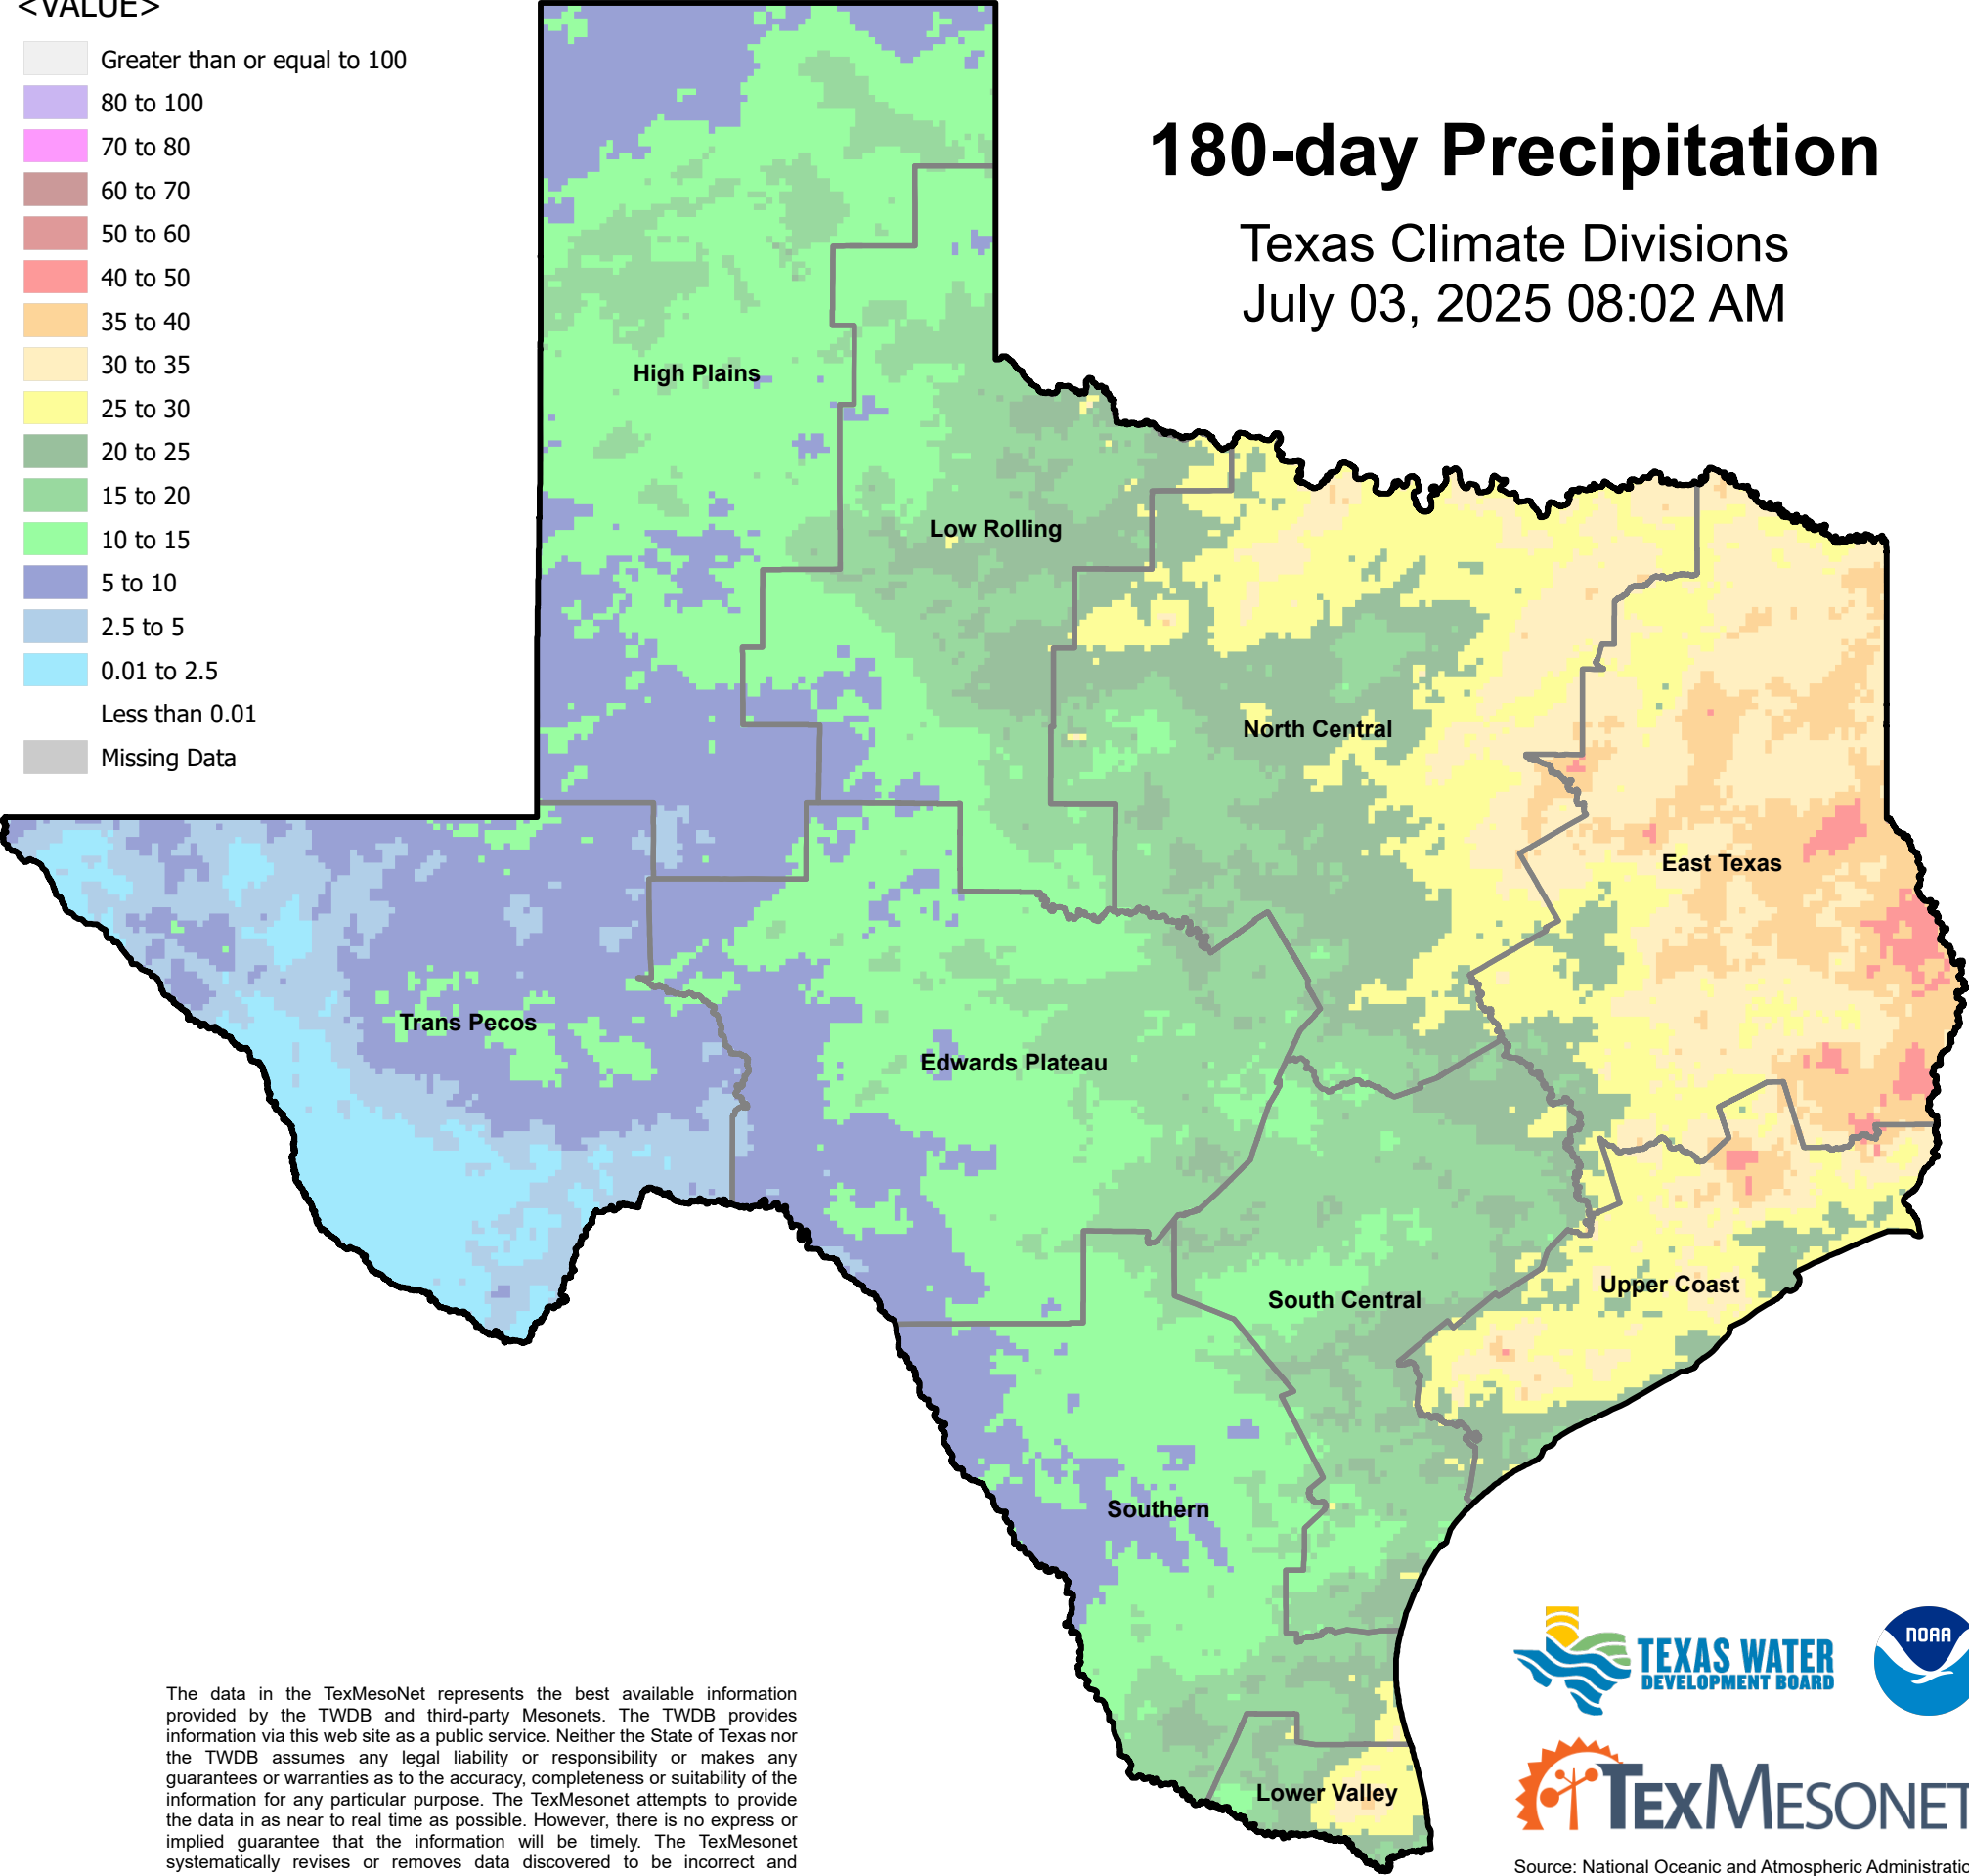 <VALUE>
Greater than or equal to 100
80 to 100
70 to 80
60 to 70
50 to 60
40 to 50
35 to 40
30 to 35
25 to 30
20 to 25
15 to 20
10 to 15
5 to 10
2.5 to 5
0.01 to 2.5
Less than 0.01
Missing Data
180-day Precipitation
Texas Climate Divisions
July 03, 2025 08:02 AM
High Plains
Low Rolling
North Central
East Texas
Trans Pecos
Edwards Plateau
Upper Coast
South Central
Southern
Lower Valley
The data in the TexMesoNet represents the best available information
provided by the TWDB and third-party Mesonets. The TWDB provides
information via this web site as a public service. Neither the State of Texas nor
the TWDB assumes any legal liability or responsibility or makes any
guarantees or warranties as to the accuracy, completeness or suitability of the
information for any particular purpose. The TexMesonet attempts to provide
the data in as near to real time as possible. However, there is no express or
implied guarantee that the information will be timely. The TexMesonet
systematically revises or removes data discovered to be incorrect and
TEXAS WATER
DEVELOPMENT BOARD
NOAA
TEXMESONET
Source: National Oceanic and Atmospheric Administratio